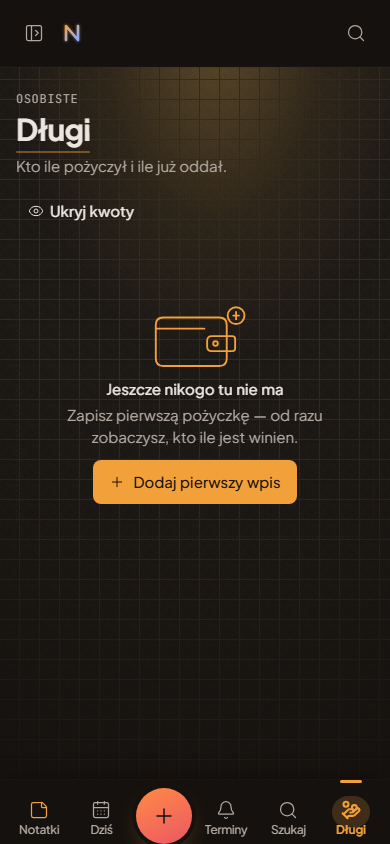 N
OSOBISTE
Długi
Kto ile pożyczył i ile już oddał.
Ukryj kwoty
Jeszcze nikogo tu nie ma
Zapisz pierwszą pożyczkę — od razu
zobaczysz, kto ile jest winien.
+ Dodaj pierwszy wpis
Notatki
Dziś
Terminy
Szukaj
Długi